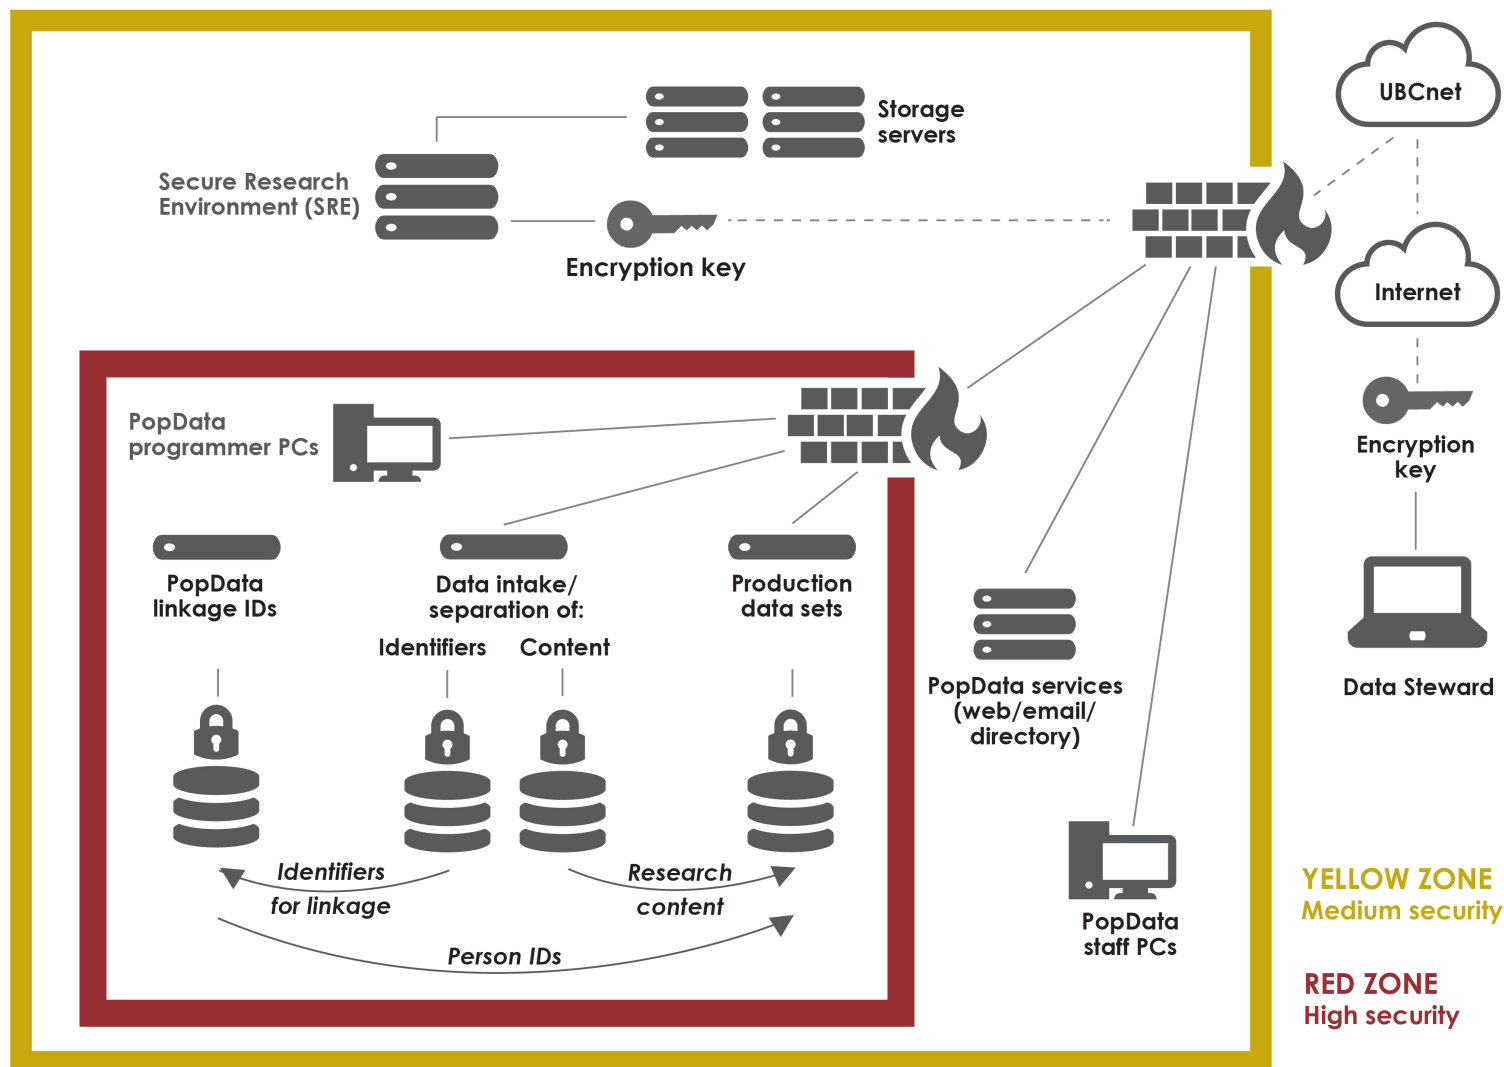 UBCnet
Storage
servers
Secure Research
Environment (SRE)
Encryption key
Internet
PopData
programmer PCs
Encryption
key
PopData
linkage IDs
Data intake/
separation of:
Identifiers
Content
Production
data sets
PopData services
(web/email/
directory)
Data Steward
Identifiers
for linkage
Research
content
Person IDs
PopData
staff PCs
YELLOW ZONE
Medium security
RED ZONE
High security